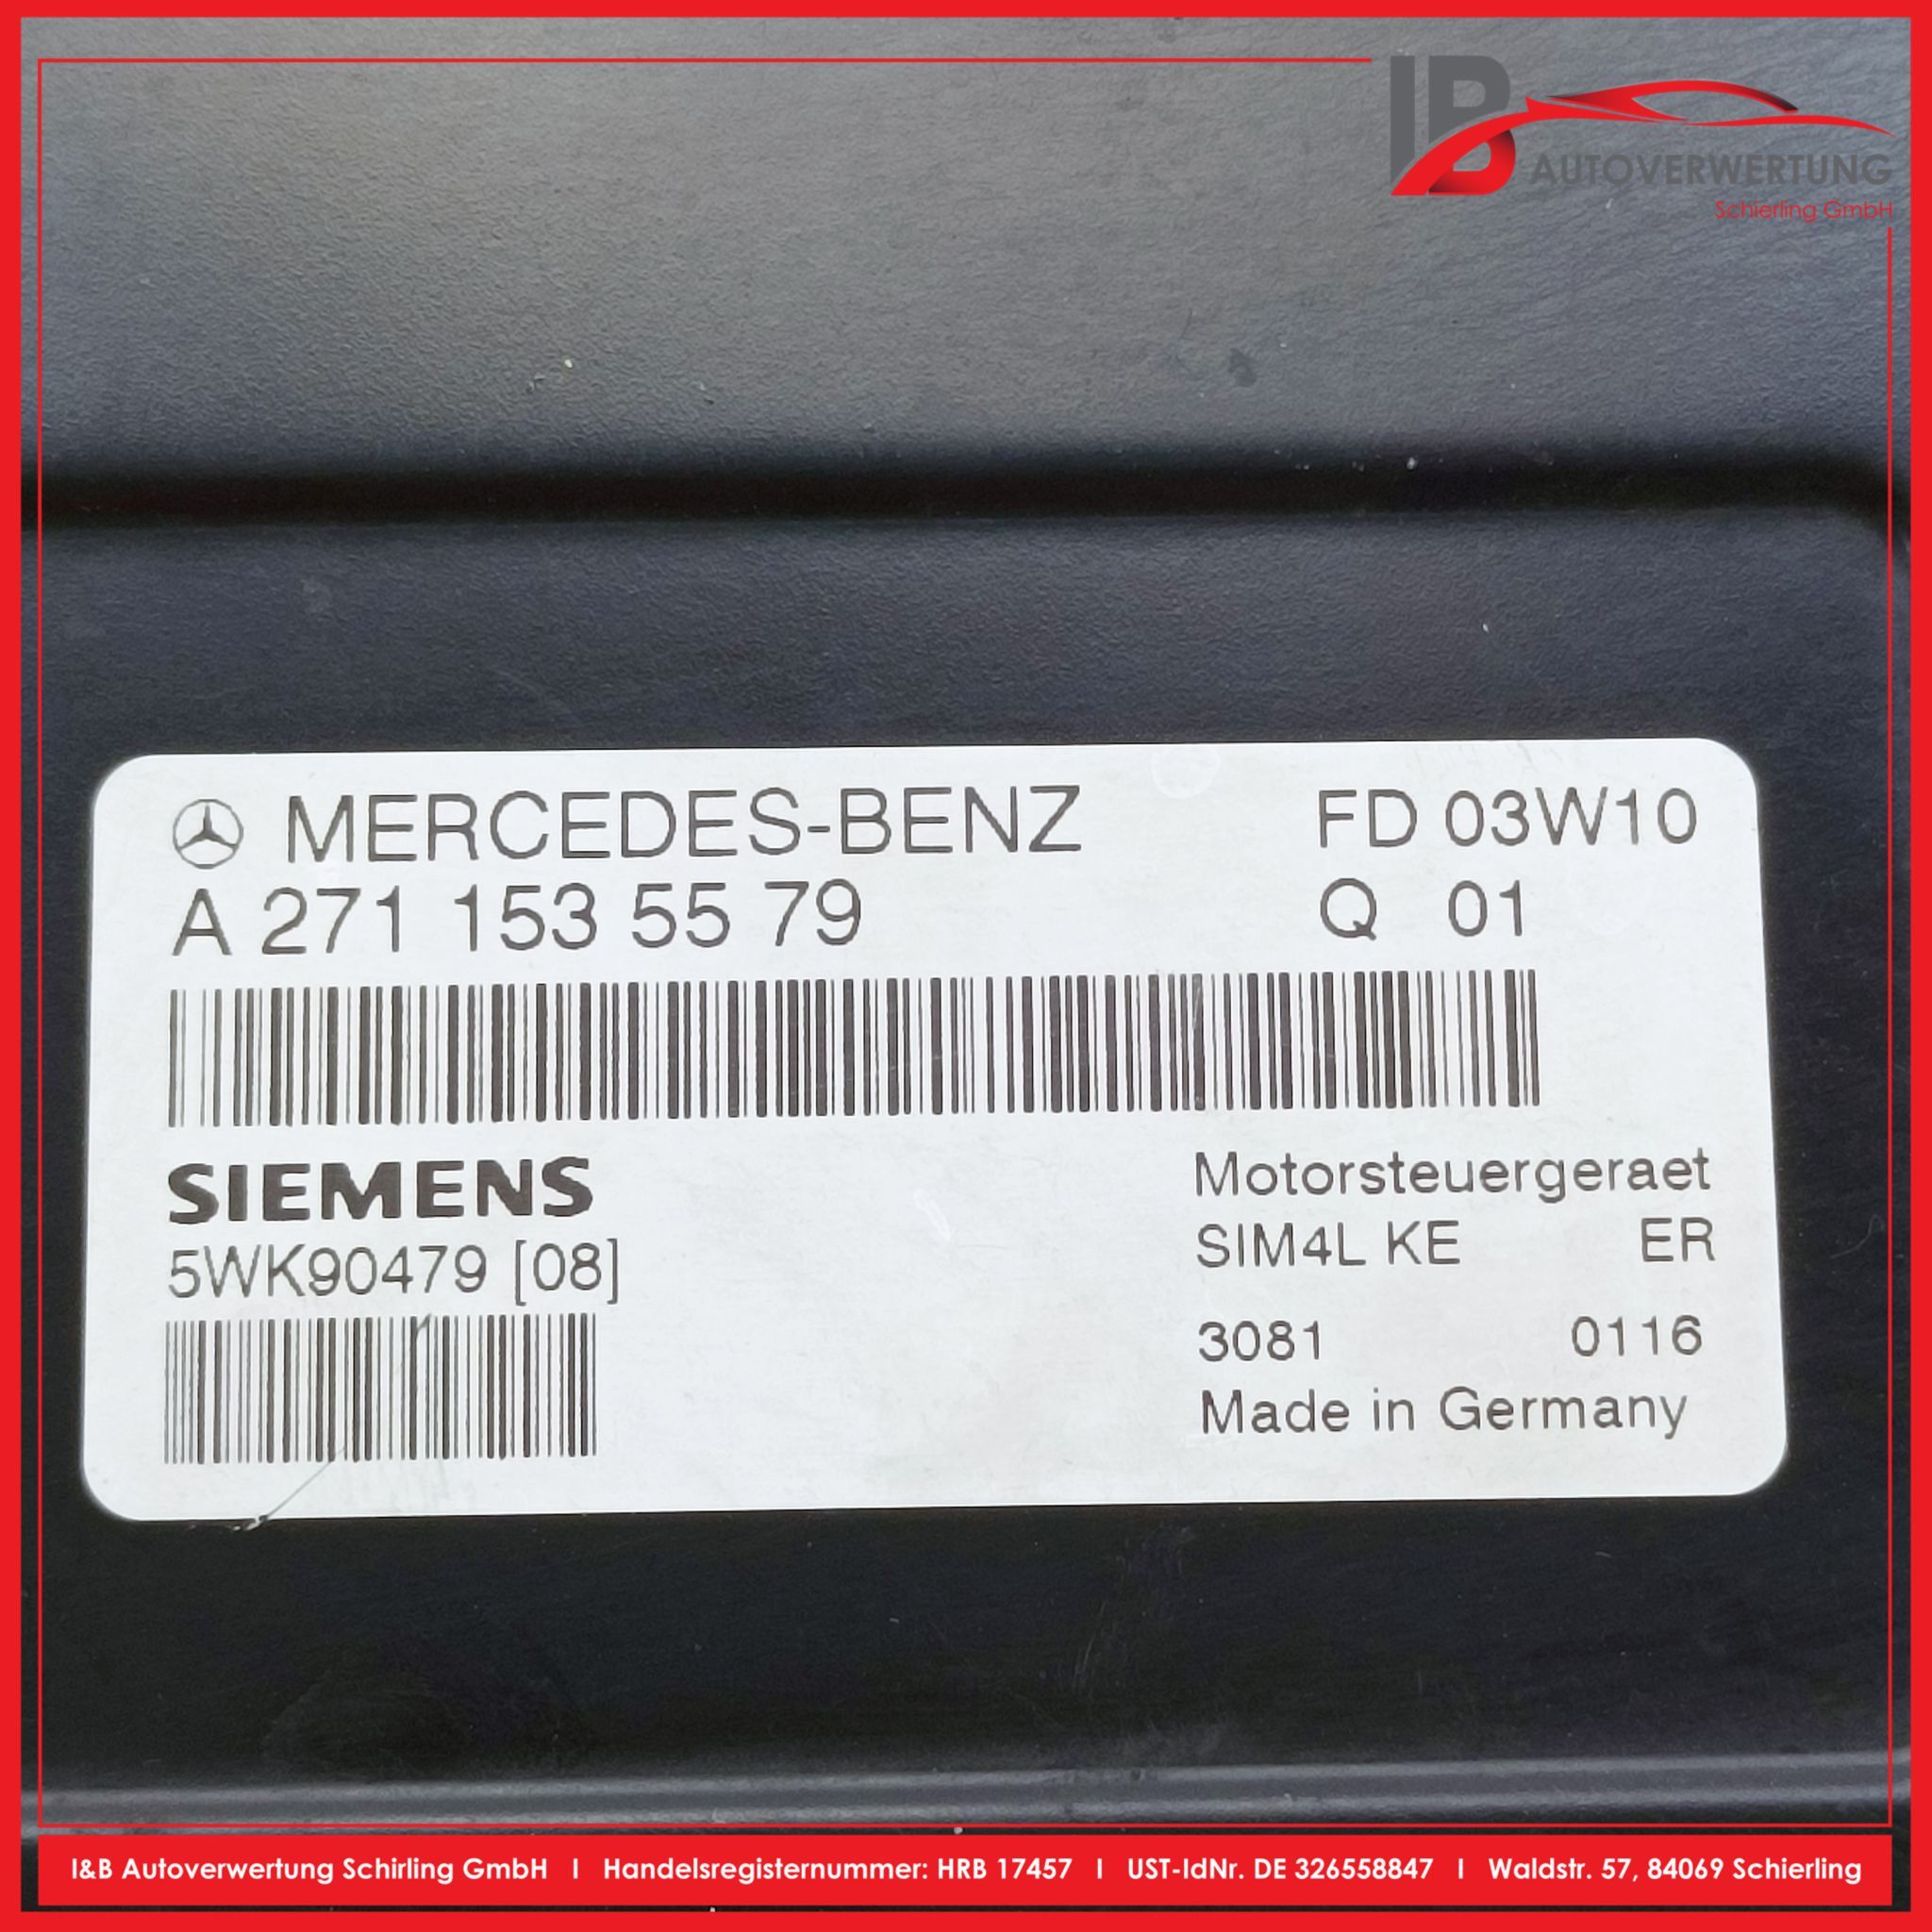 IB
AUTOVERWERTUNG
Schierling GmbH
MERCEDES-BENZ FD 03W10
A 271 153 55 79 Q 01
SIEMENS
5WK90479 [08]
Motorsteuergeraet
SIM4L KE ER
3081 0116
Made in Germany
I&B Autoverwertung Schirling GmbH I Handelsregisternummer: HRB 17457 I UST-IdNr. DE 326558847 I Waldstr. 57, 84069 Schierling